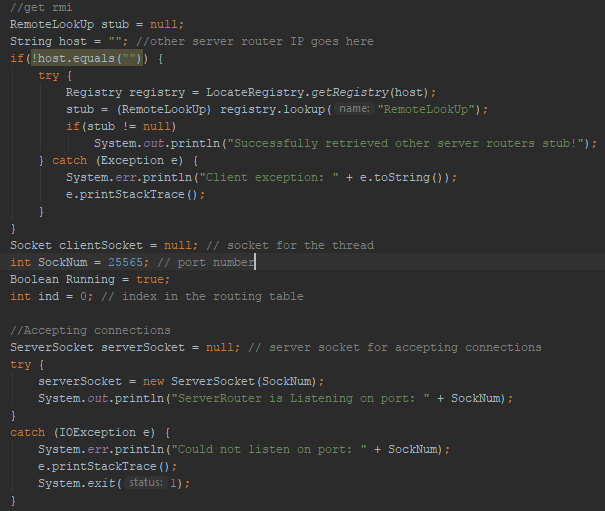 //get rmi
RemoteLookUp stub = null;
String host = ""; //other server router IP goes here
if(!host.equals("")) {
try {
Registry registry = LocateRegistry.getRegistry(host);
stub = (RemoteLookUp) registry.lookup( name: "RemoteLookUp");
if(stub != null)
System.out.println("Successfully retrieved other server routers stub!");
} catch (Exception e) {
System.err.println("Client exception: " + e.toString());
e.printStackTrace();
}
}
Socket clientSocket = null; // socket for the thread
int SockNum = 25565; // port number
Boolean Running = true;
int ind = 0; // index in the routing table

//Accepting connections
ServerSocket serverSocket = null; // server socket for accepting connections
try {
serverSocket = new ServerSocket(SockNum);
System.out.println("ServerRouter is Listening on port: " + SockNum);
}
catch (IOException e) {
System.err.println("Could not listen on port: " + SockNum);
e.printStackTrace();
System.exit( status: 1);
}